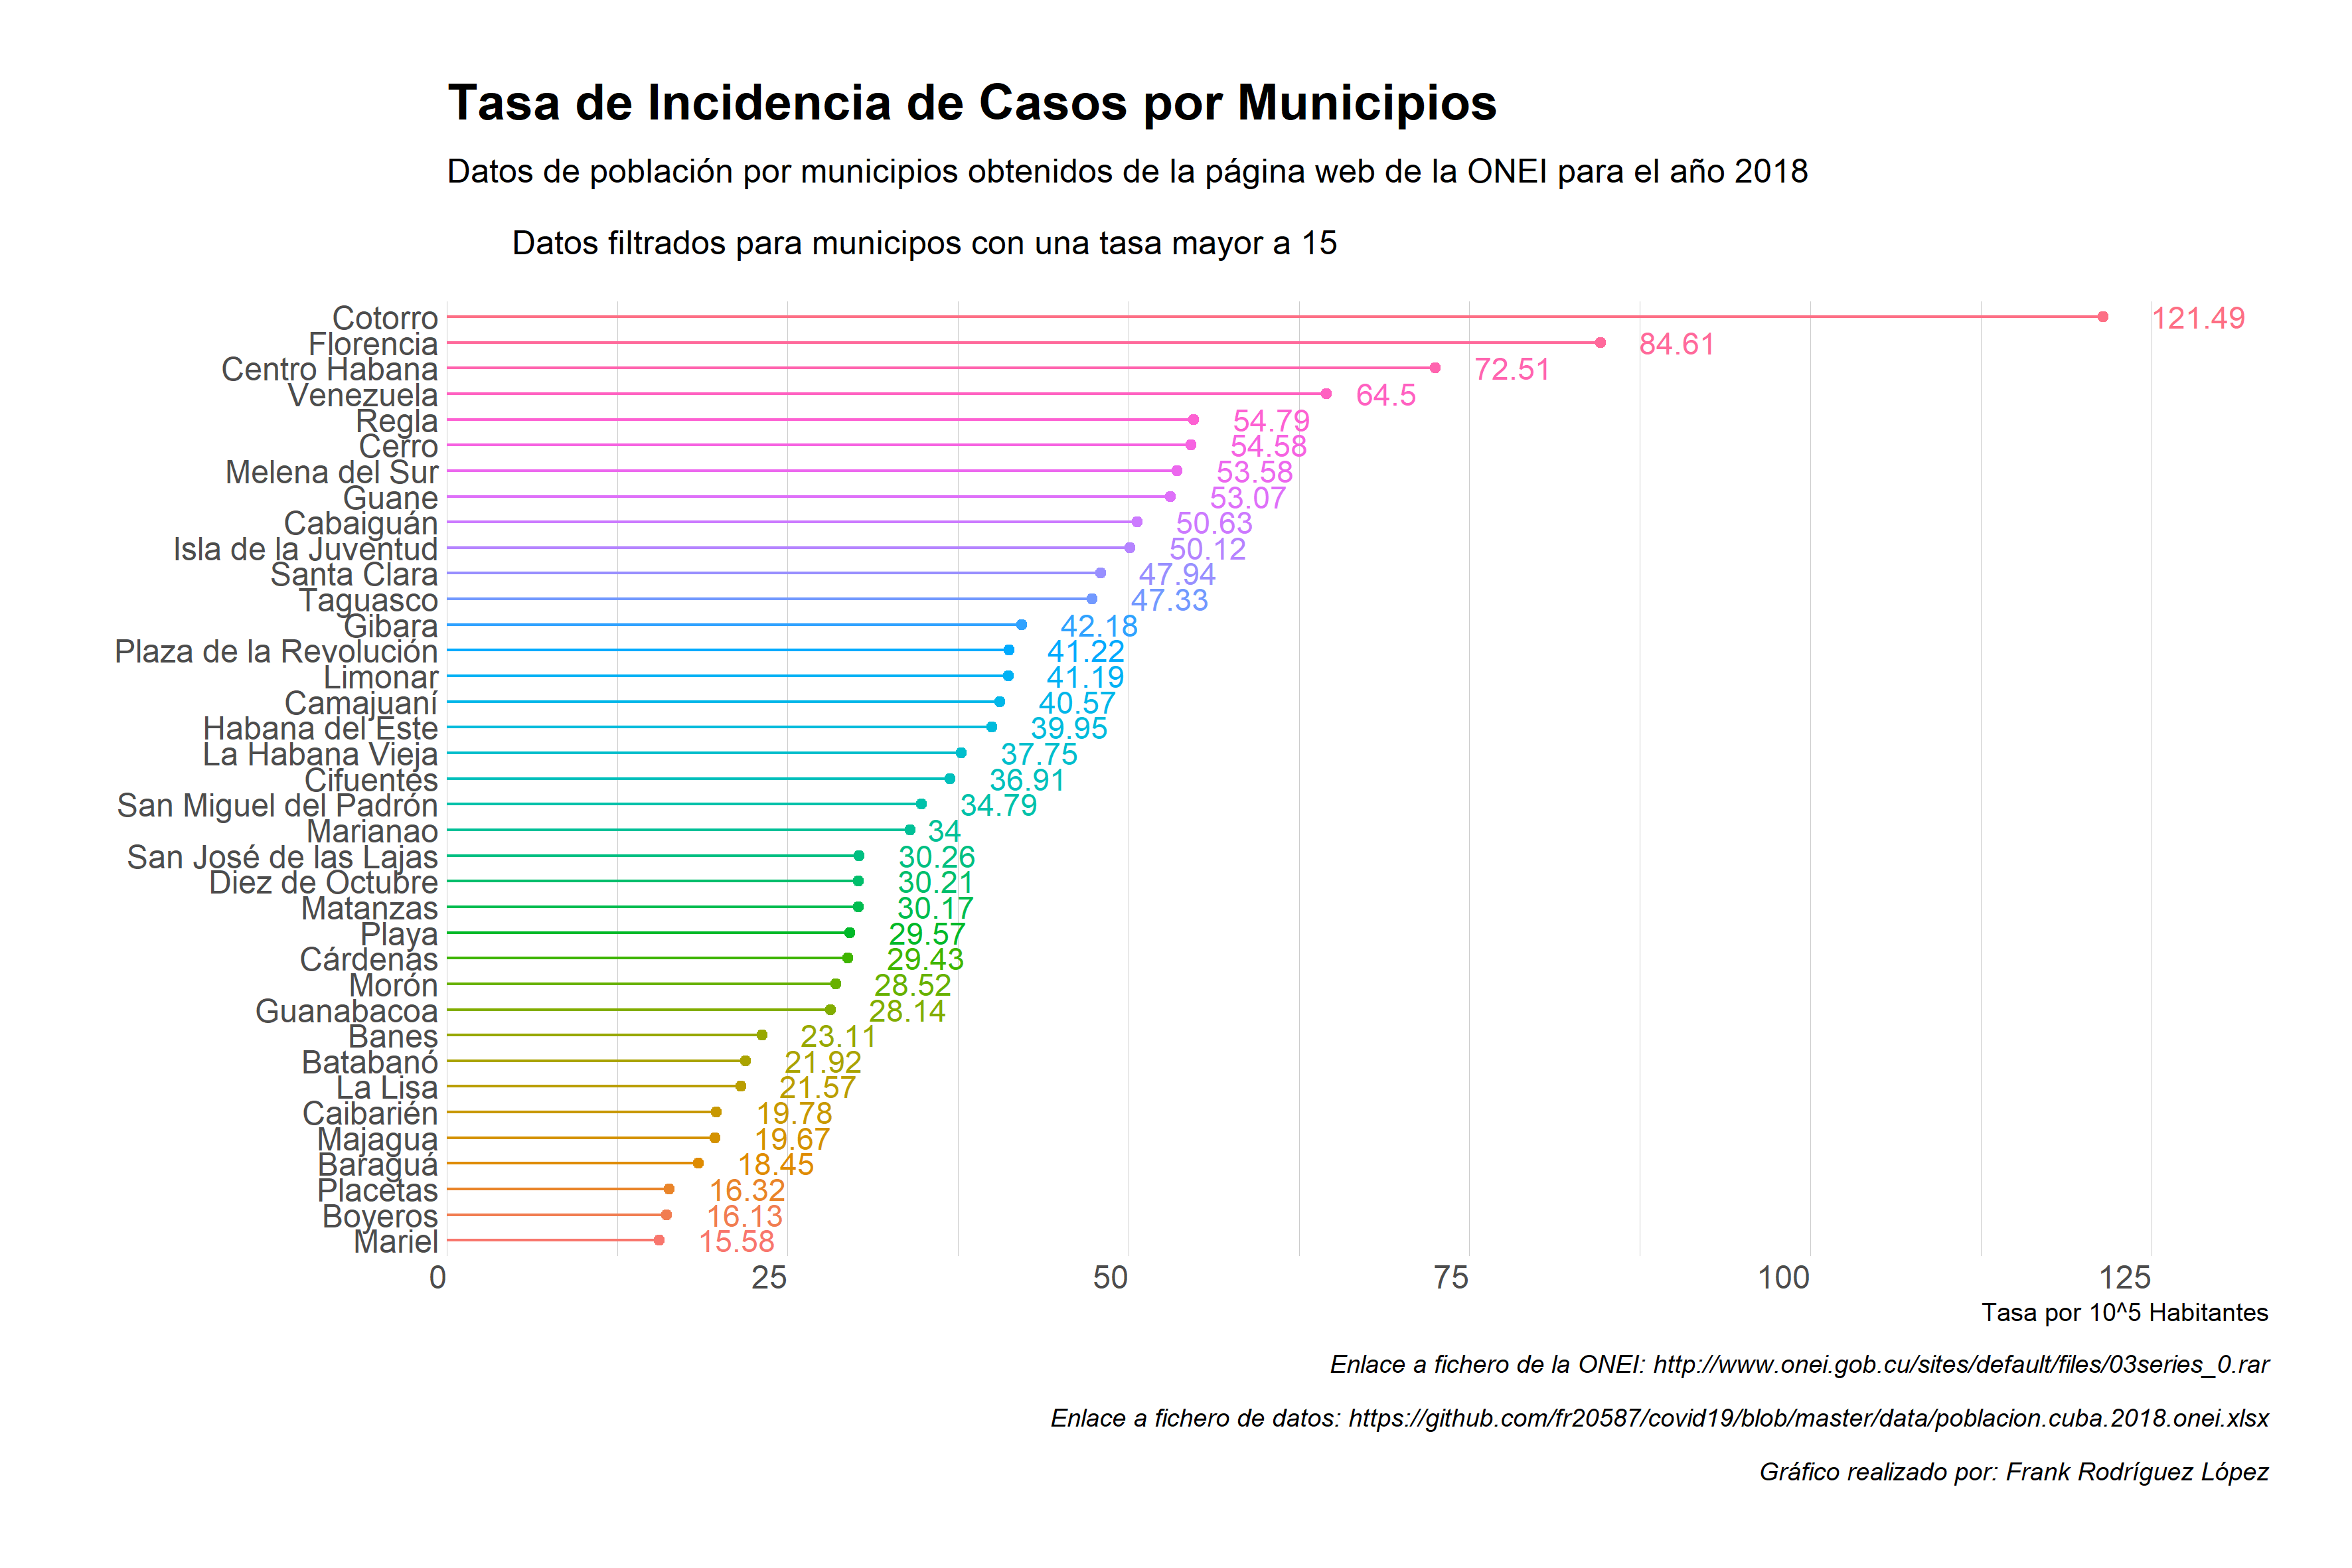 Tasa de Incidencia de Casos por Municipios
Datos de población por municipios obtenidos de la página web de la ONEI para el año 2018
Datos filtrados para municipos con una tasa mayor a 15
Cotorro 121.49
Florencia 84.61
Centro Habana 72.51
Venezuela 64.5
Regla 54.79
Cerro 54.58
Melena del Sur 53.58
Guane 53.07
Cabaiguán 50.63
Isla de la Juventud 50.12
Santa Clara 47.94
Taguasco 47.33
Gibara 42.18
Plaza de la Revolución 41.22
Limonar 41.19
Camajuaní 40.57
Habana del Este 39.95
La Habana Vieja 37.75
Cifuentes 36.91
San Miguel del Padrón 34.79
Marianao 34
San José de las Lajas 30.26
Diez de Octubre 30.21
Matanzas 30.17
Playa 29.57
Cárdenas 29.43
Morón 28.52
Guanabacoa 28.14
Banes 23.11
Batabanó 21.92
La Lisa 21.57
Caibarién 19.78
Majagua 19.67
Baraguá 18.45
Placetas 16.32
Boyeros 16.13
Mariel 15.58
0 25 50 75 100 125
Tasa por 10^5 Habitantes
Enlace a fichero de la ONEI: http://www.onei.gob.cu/sites/default/files/03series_0.rar
Enlace a fichero de datos: https://github.com/fr20587/covid19/blob/master/data/poblacion.cuba.2018.onei.xlsx
Gráfico realizado por: Frank Rodríguez López